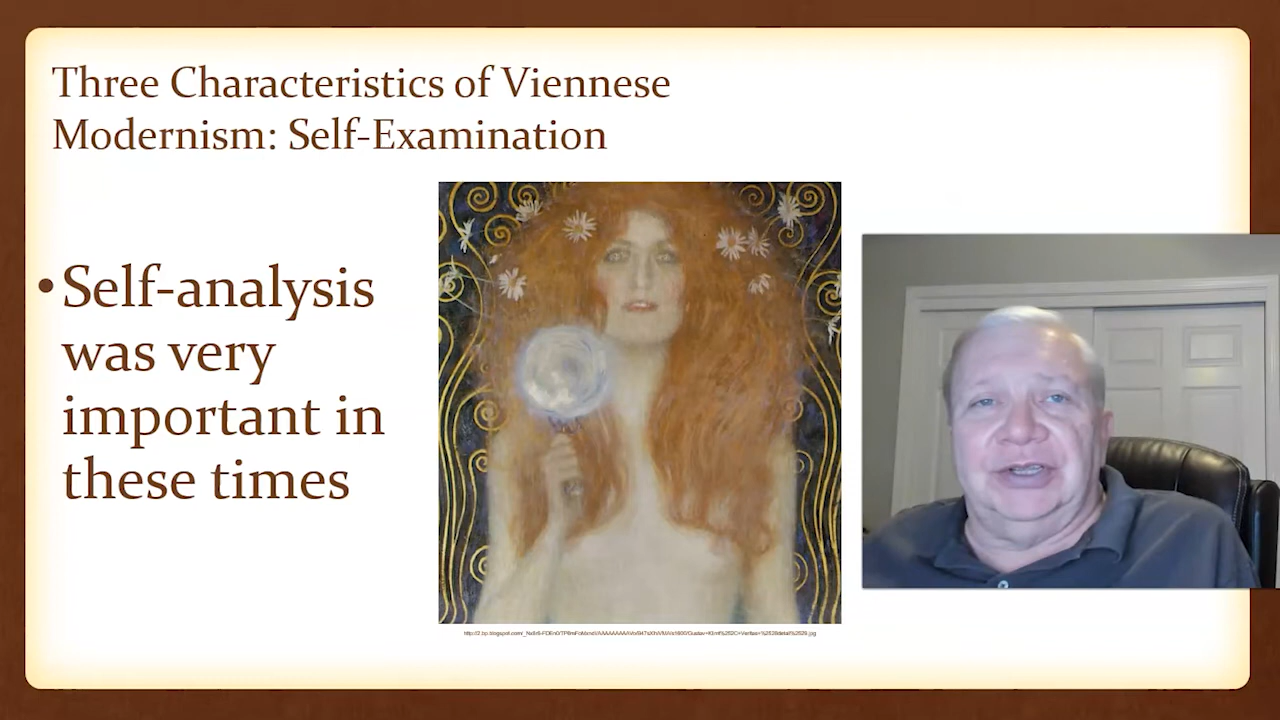 Three Characteristics of Viennese
Modernism: Self-Examination
• Self-analysis
was very
important in
these times